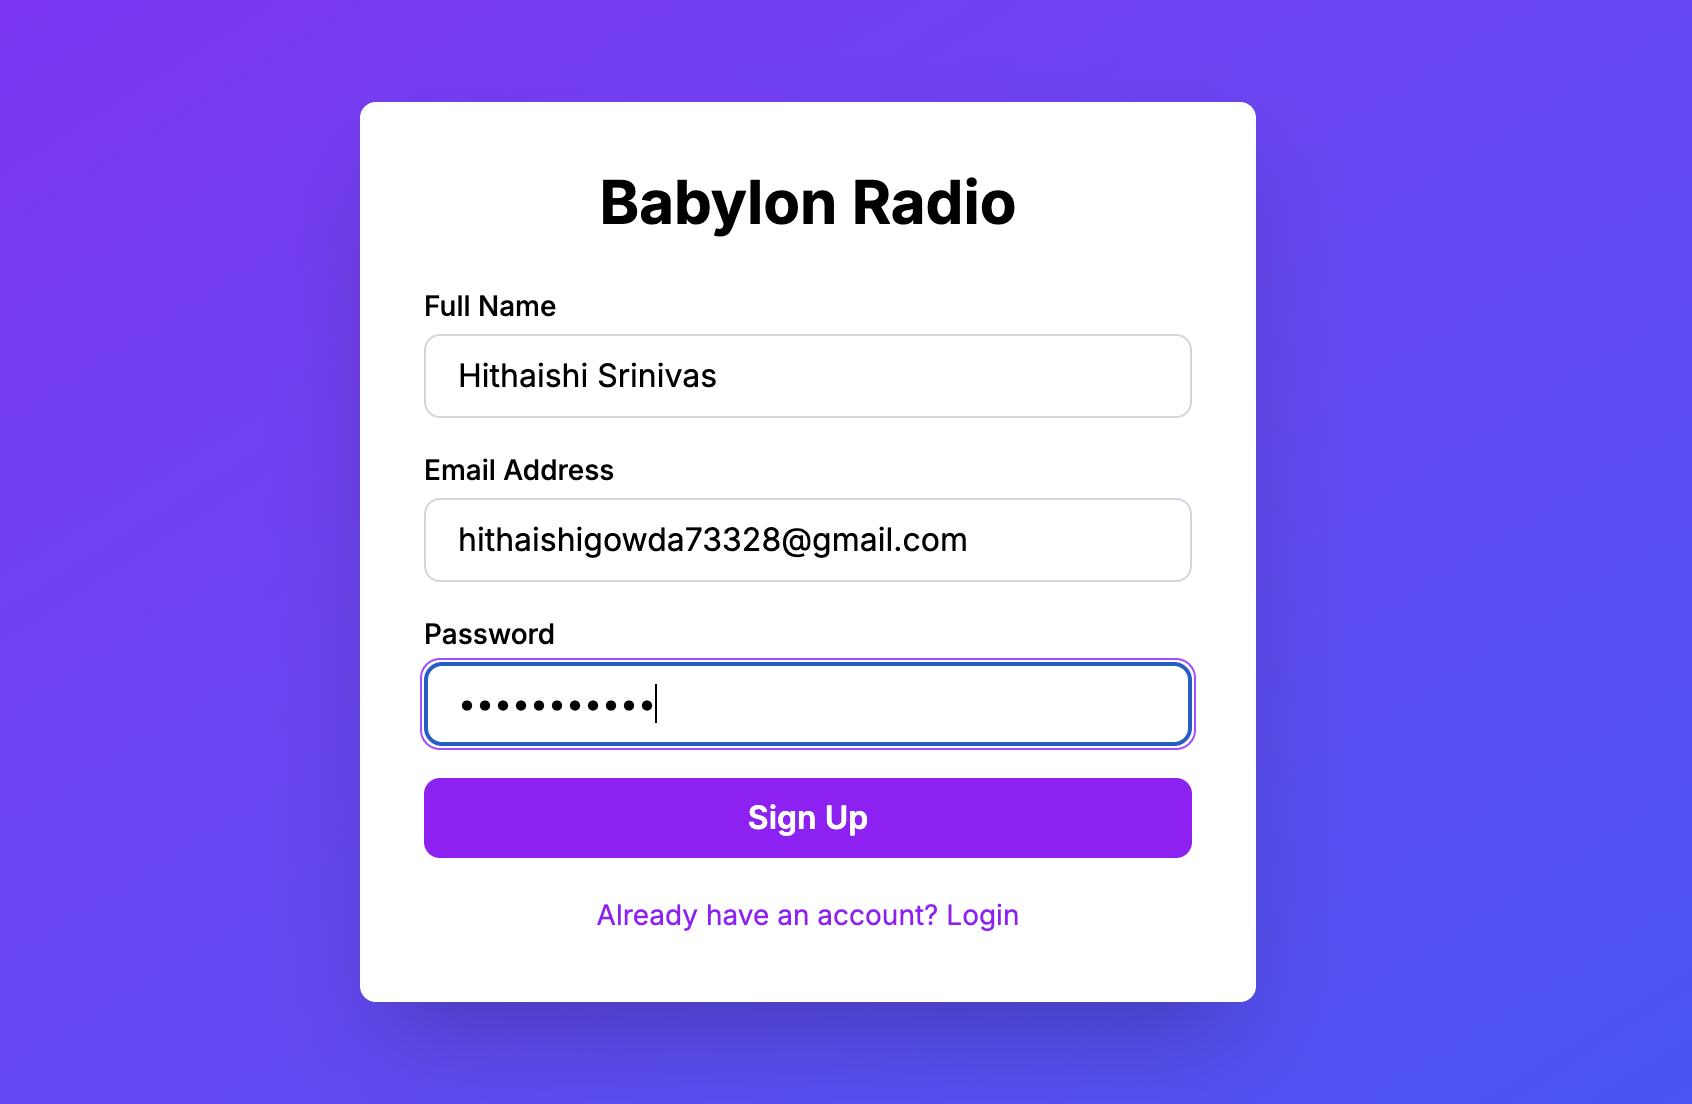 Babylon Radio
Full Name
Hithaishi Srinivas
Email Address
hithaishigowda73328@gmail.com
Password
•••••••••••
Sign Up
Already have an account? Login